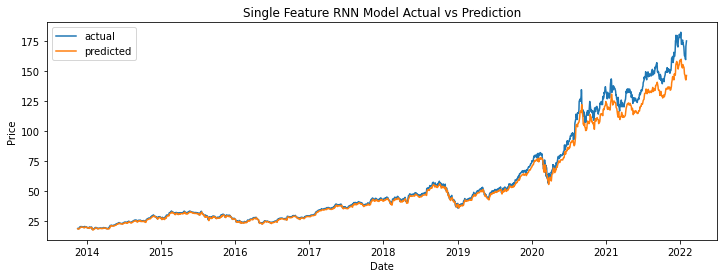 Single Feature RNN Model Actual vs Prediction
actual
predicted
175
150
125
100
75
50
25
Price
2014 2015 2016 2017 2018 2019 2020 2021 2022
Date